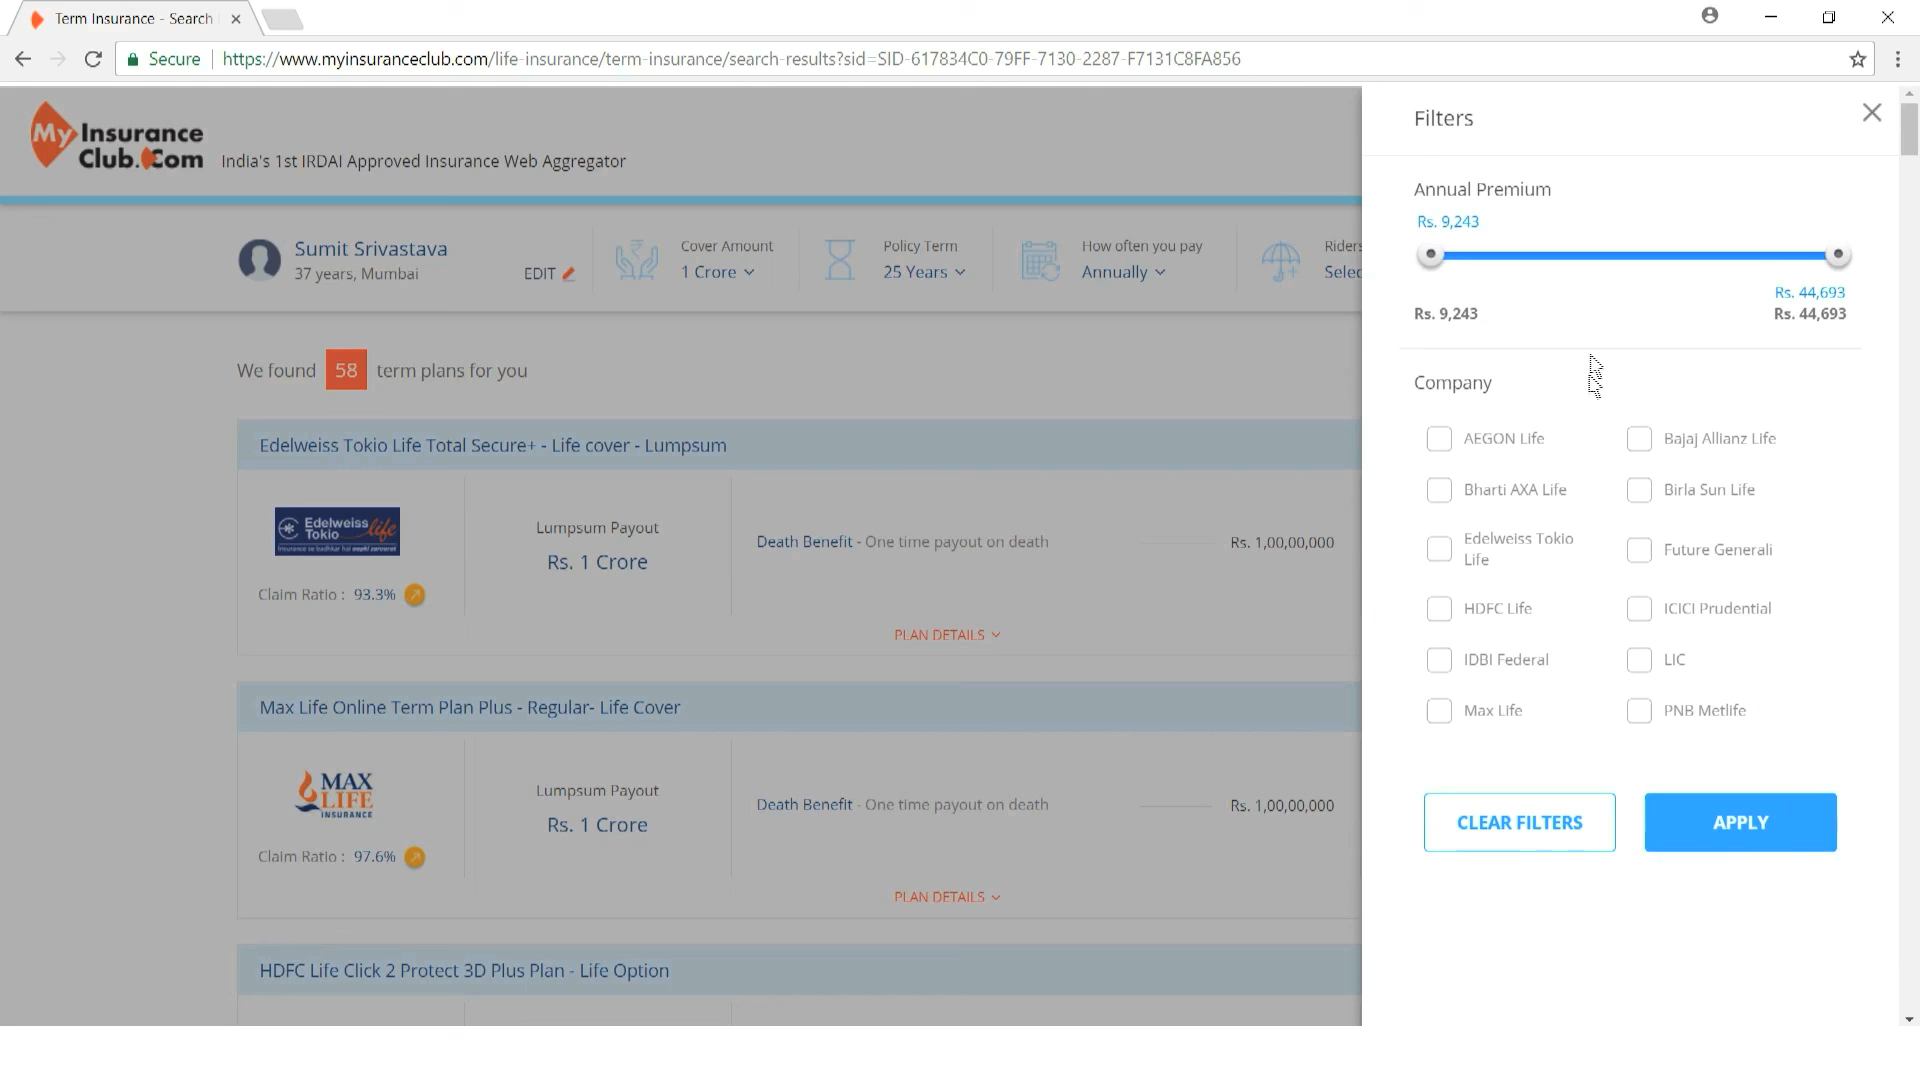 Term Insurance - Search
Secure
https://www.myinsuranceclub.com/life-insurance/term-insurance/search-results?sid=SID-617834C0-79FF-7130-2287-F7131C8FA856
My Insurance
Club.Com
India's 1st IRDAI Approved Insurance Web Aggregator
Sumit Srivastava
37 years, Mumbai
EDIT
Cover Amount
1 Crore
Policy Term
25 Years
How often you pay
Annually
Riders
Selec
We found 58 term plans for you
Edelweiss Tokio Life Total Secure+ - Life cover - Lumpsum
Edelweiss
Tokio life
Insurance se badhkar hai aapki zaroorat
Claim Ratio : 93.3%
Lumpsum Payout
Rs. 1 Crore
Death Benefit - One time payout on death
Rs. 1,00,00,000
PLAN DETAILS
Max Life Online Term Plan Plus - Regular- Life Cover
MAX
LIFE
INSURANCE
Claim Ratio : 97.6%
Lumpsum Payout
Rs. 1 Crore
Death Benefit - One time payout on death
Rs. 1,00,00,000
PLAN DETAILS
HDFC Life Click 2 Protect 3D Plus Plan - Life Option
Filters
Annual Premium
Rs. 9,243
Rs. 44,693
Rs. 9,243
Rs. 44,693
Company
AEGON Life
Bajaj Allianz Life
Bharti AXA Life
Birla Sun Life
Edelweiss Tokio
Life
Future Generali
HDFC Life
ICICI Prudential
IDBI Federal
LIC
Max Life
PNB Metlife
CLEAR FILTERS
APPLY